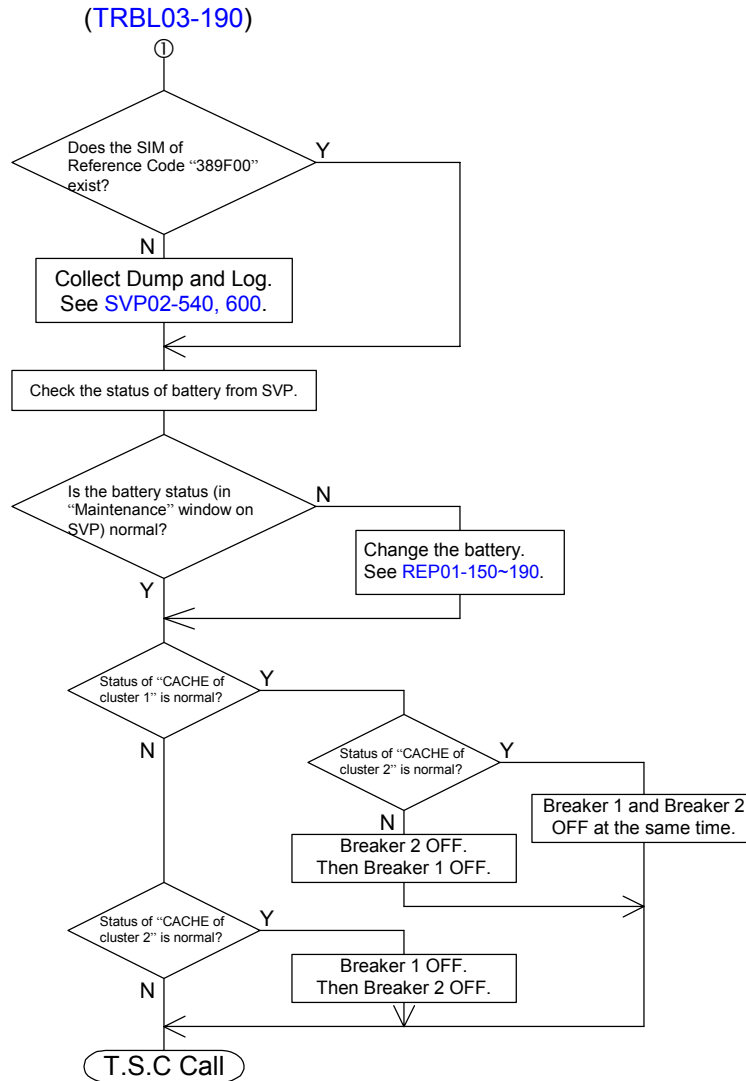 (TRBL03-190)
①
Does the SIM of
Reference Code “389F00”
exist?
Y
N
Collect Dump and Log.
See SVP02-540, 600.
Check the status of battery from SVP.
Is the battery status (in
“Maintenance” window on
SVP) normal?
N
Change the battery.
See REP01-150~190.
Y
Status of “CACHE of
cluster 1” is normal?
Y
N
Status of “CACHE of
cluster 2” is normal?
Y
Breaker 1 and Breaker 2
OFF at the same time.
N
Breaker 2 OFF.
Then Breaker 1 OFF.
Status of “CACHE of
cluster 2” is normal?
Y
Breaker 1 OFF.
Then Breaker 2 OFF.
N
T.S.C Call